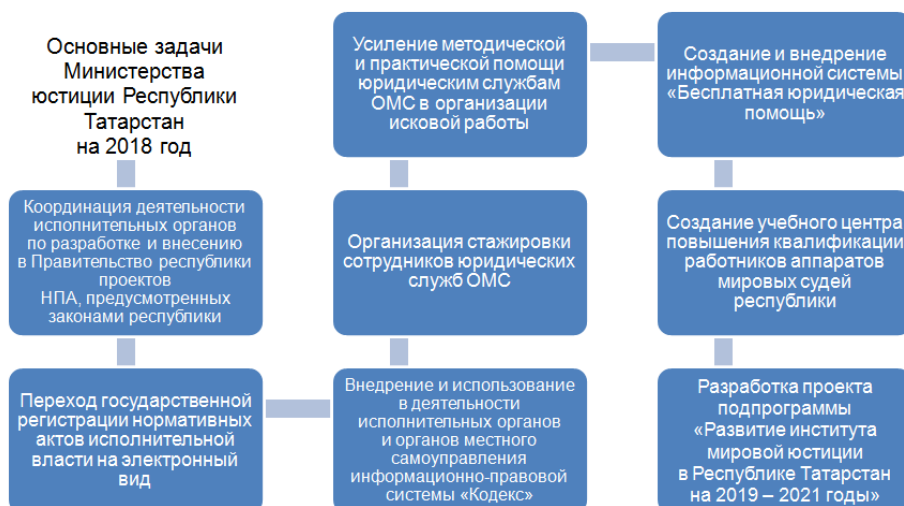 Основные задачи
Министерства
юстиции Республики
Татарстан
на 2018 год
Координация деятельности
исполнительных органов
по разработке и внесению
в Правительство республики
проектов
НПА, предусмотренных
законами республики
Переход государственной
регистрации нормативных
актов исполнительной
власти на электронный
вид
Внедрение и использование
в деятельности
исполнительных органов
и органов местного
самоуправления
информационно-правовой
системы «Кодекс»
Организация стажировки
сотрудников юридических
служб ОМС
Усиление методической
и практической помощи
юридическим службам
ОМС в организации
исковой работы
Создание и внедрение
информационной системы
«Бесплатная юридическая
помощь»
Создание учебного центра
повышения квалификации
работников аппаратов
мировых судей
республики
Разработка проекта
подпрограммы
«Развитие института
мировой юстиции
в Республике Татарстан
на 2019 – 2021 годы»